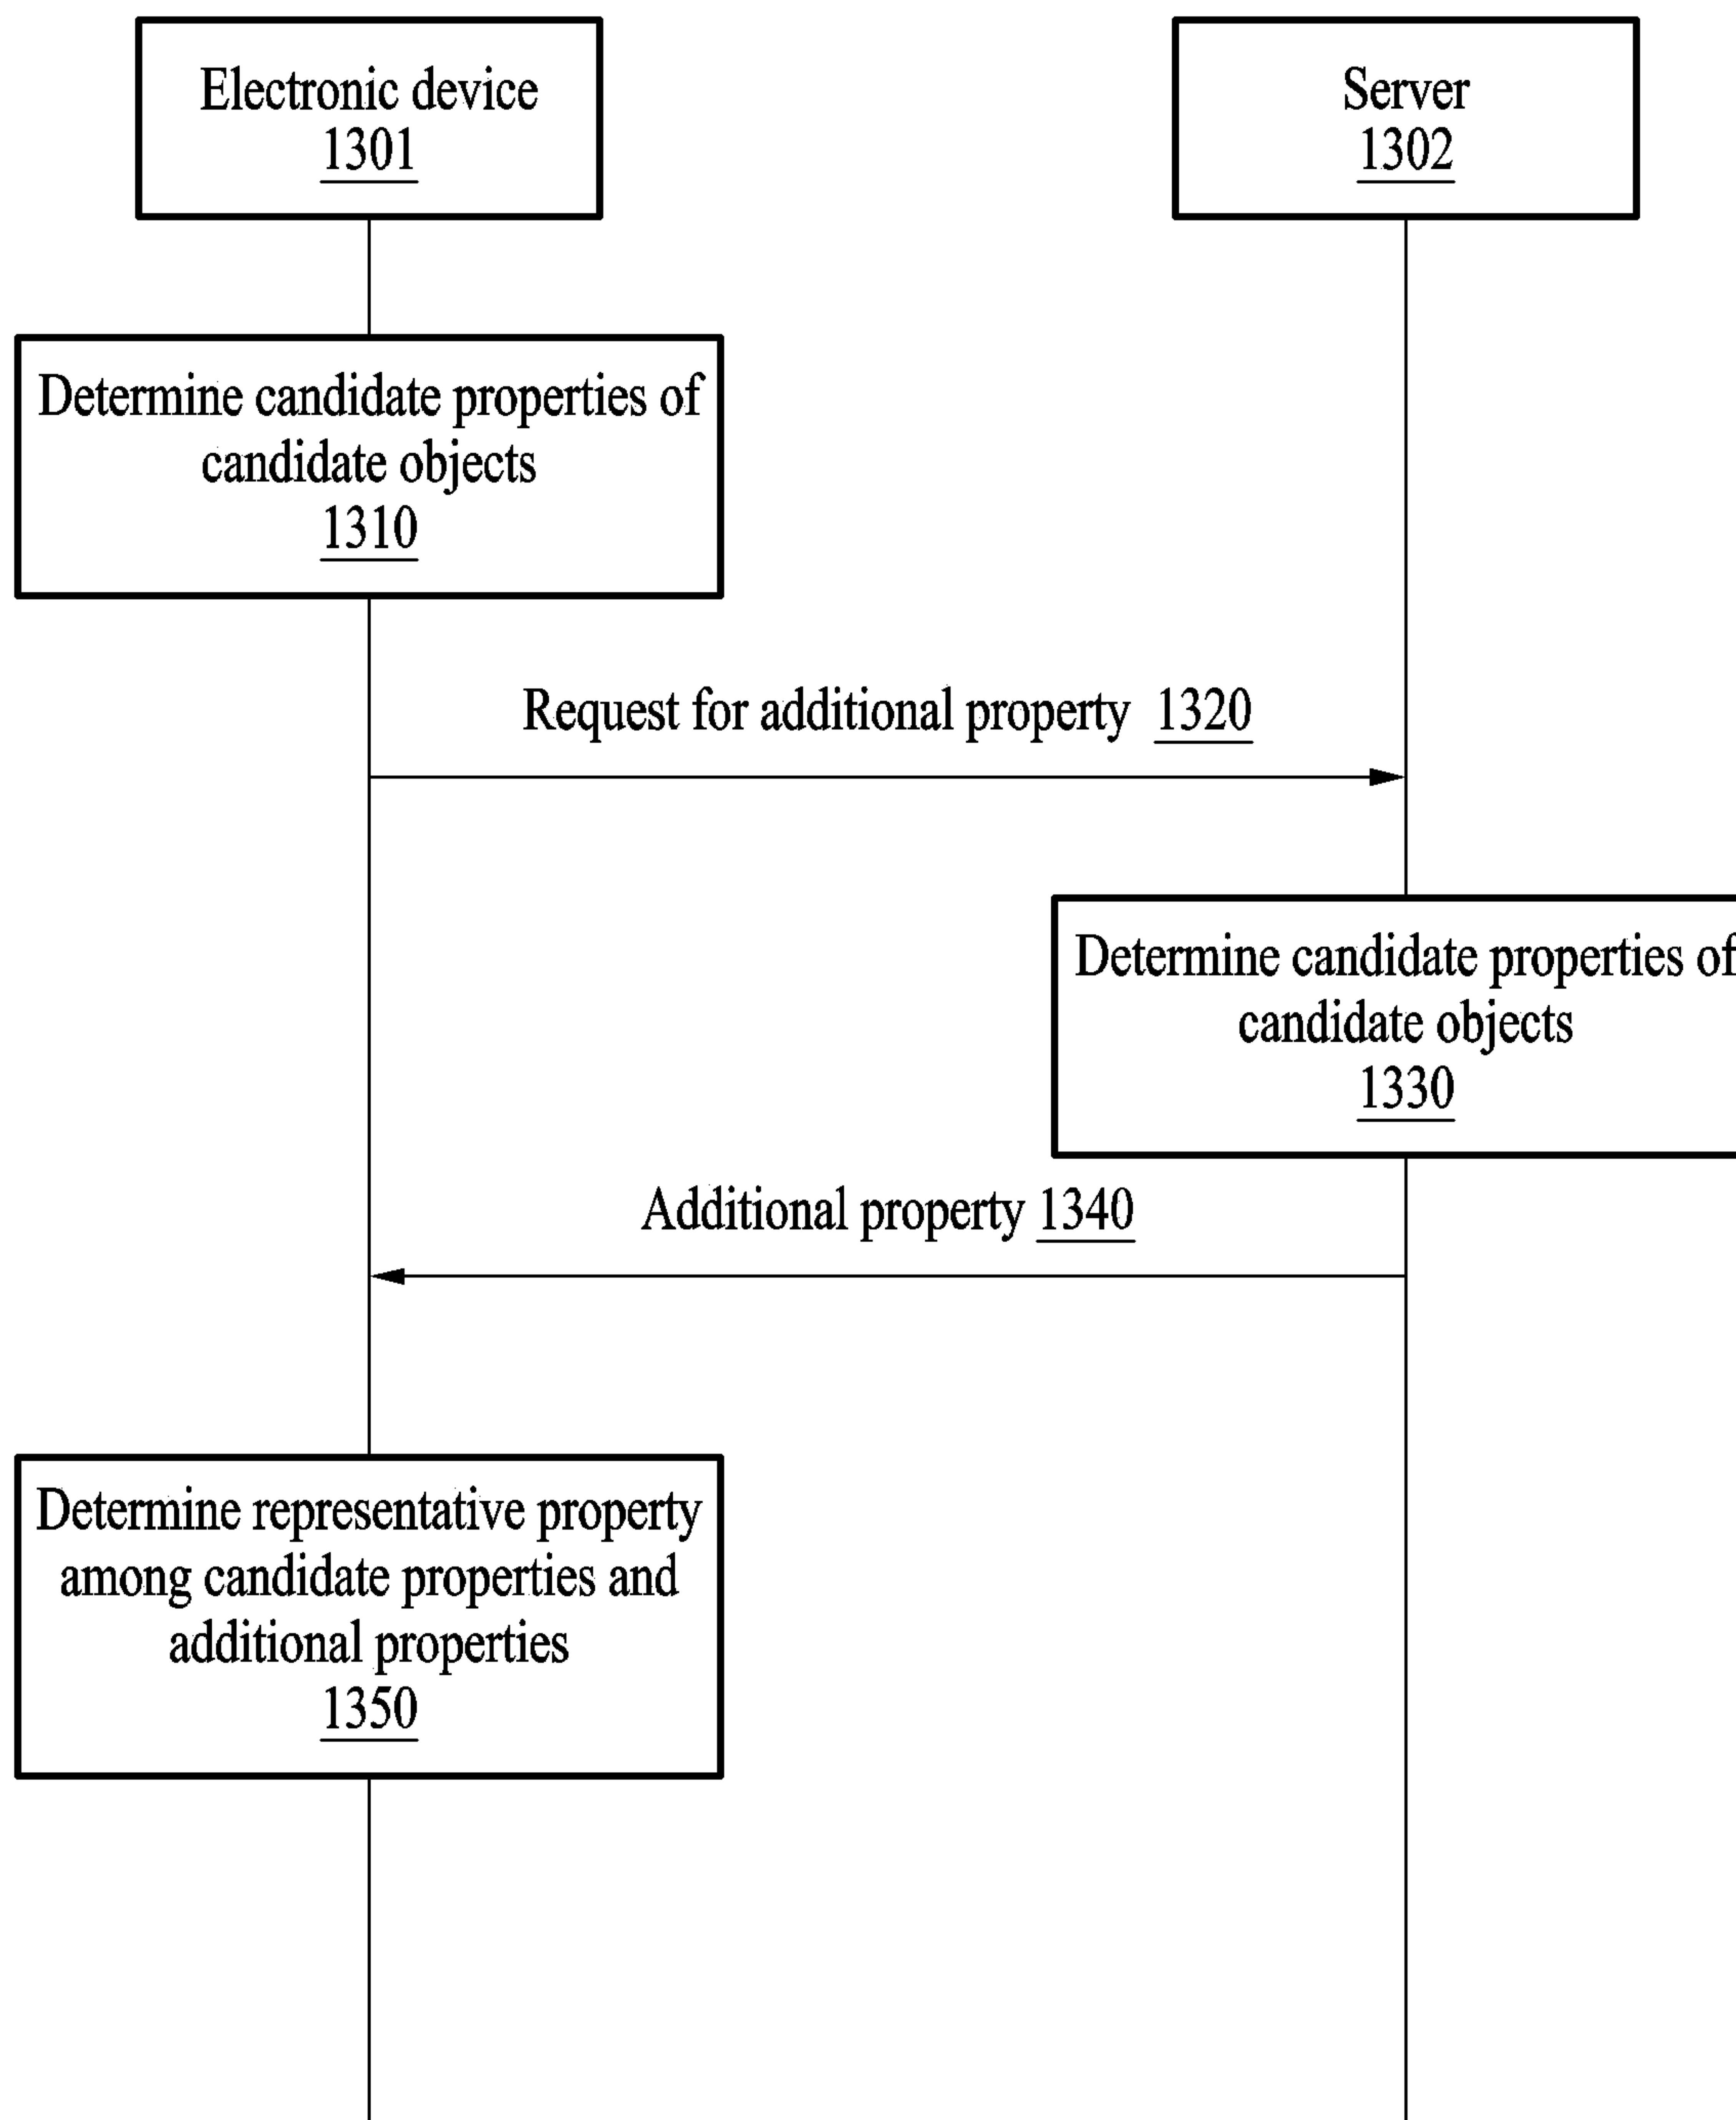 Electronic device
1301
Server
1302
Determine candidate properties of
candidate objects
1310
Request for additional property 1320
Determine candidate properties of
candidate objects
1330
Additional property 1340
Determine representative property
among candidate properties and
additional properties
1350